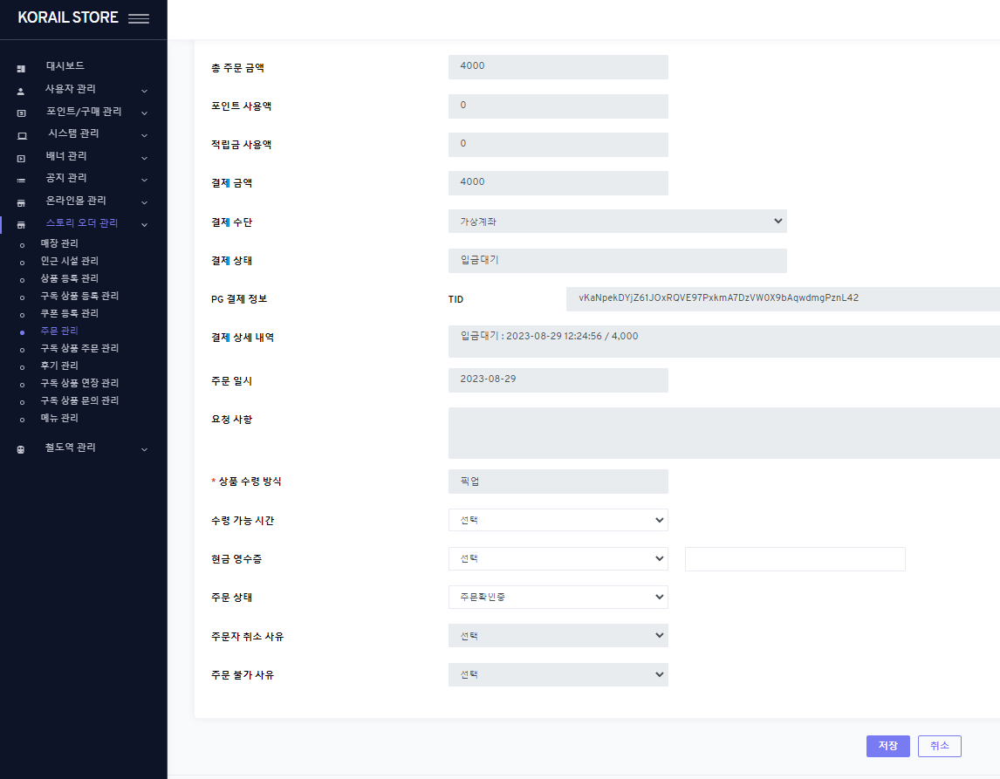 KORAIL STORE
대시보드
사용자 관리
포인트/구매 관리
시스템 관리
배너 관리
공지 관리
온라인몰 관리
스토리 오더 관리
매장 관리
인근 시설 관리
상품 등록 관리
구독 상품 등록 관리
쿠폰 등록 관리
주문 관리
구독 상품 주문 관리
후기 관리
구독 상품 연장 관리
구독 상품 문의 관리
메뉴 관리
철도역 관리
총 주문 금액 4000
포인트 사용액 0
적립금 사용액 0
결제 금액 4000
결제 수단 가상계좌
결제 상태 입금대기
PG 결제 정보 TID vKaNpekDYjZ61JOxRQVE97PxkmA7DzVW0X9bAqwdmgPznL42
결제 상세 내역 입금대기 : 2023-08-29 12:24:56 / 4,000
주문 일시 2023-08-29
요청 사항
* 상품 수령 방식 픽업
수령 가능 시간 선택
현금 영수증 선택
주문 상태 주문확인중
주문자 취소 사유 선택
주문 불가 사유 선택
저장 취소